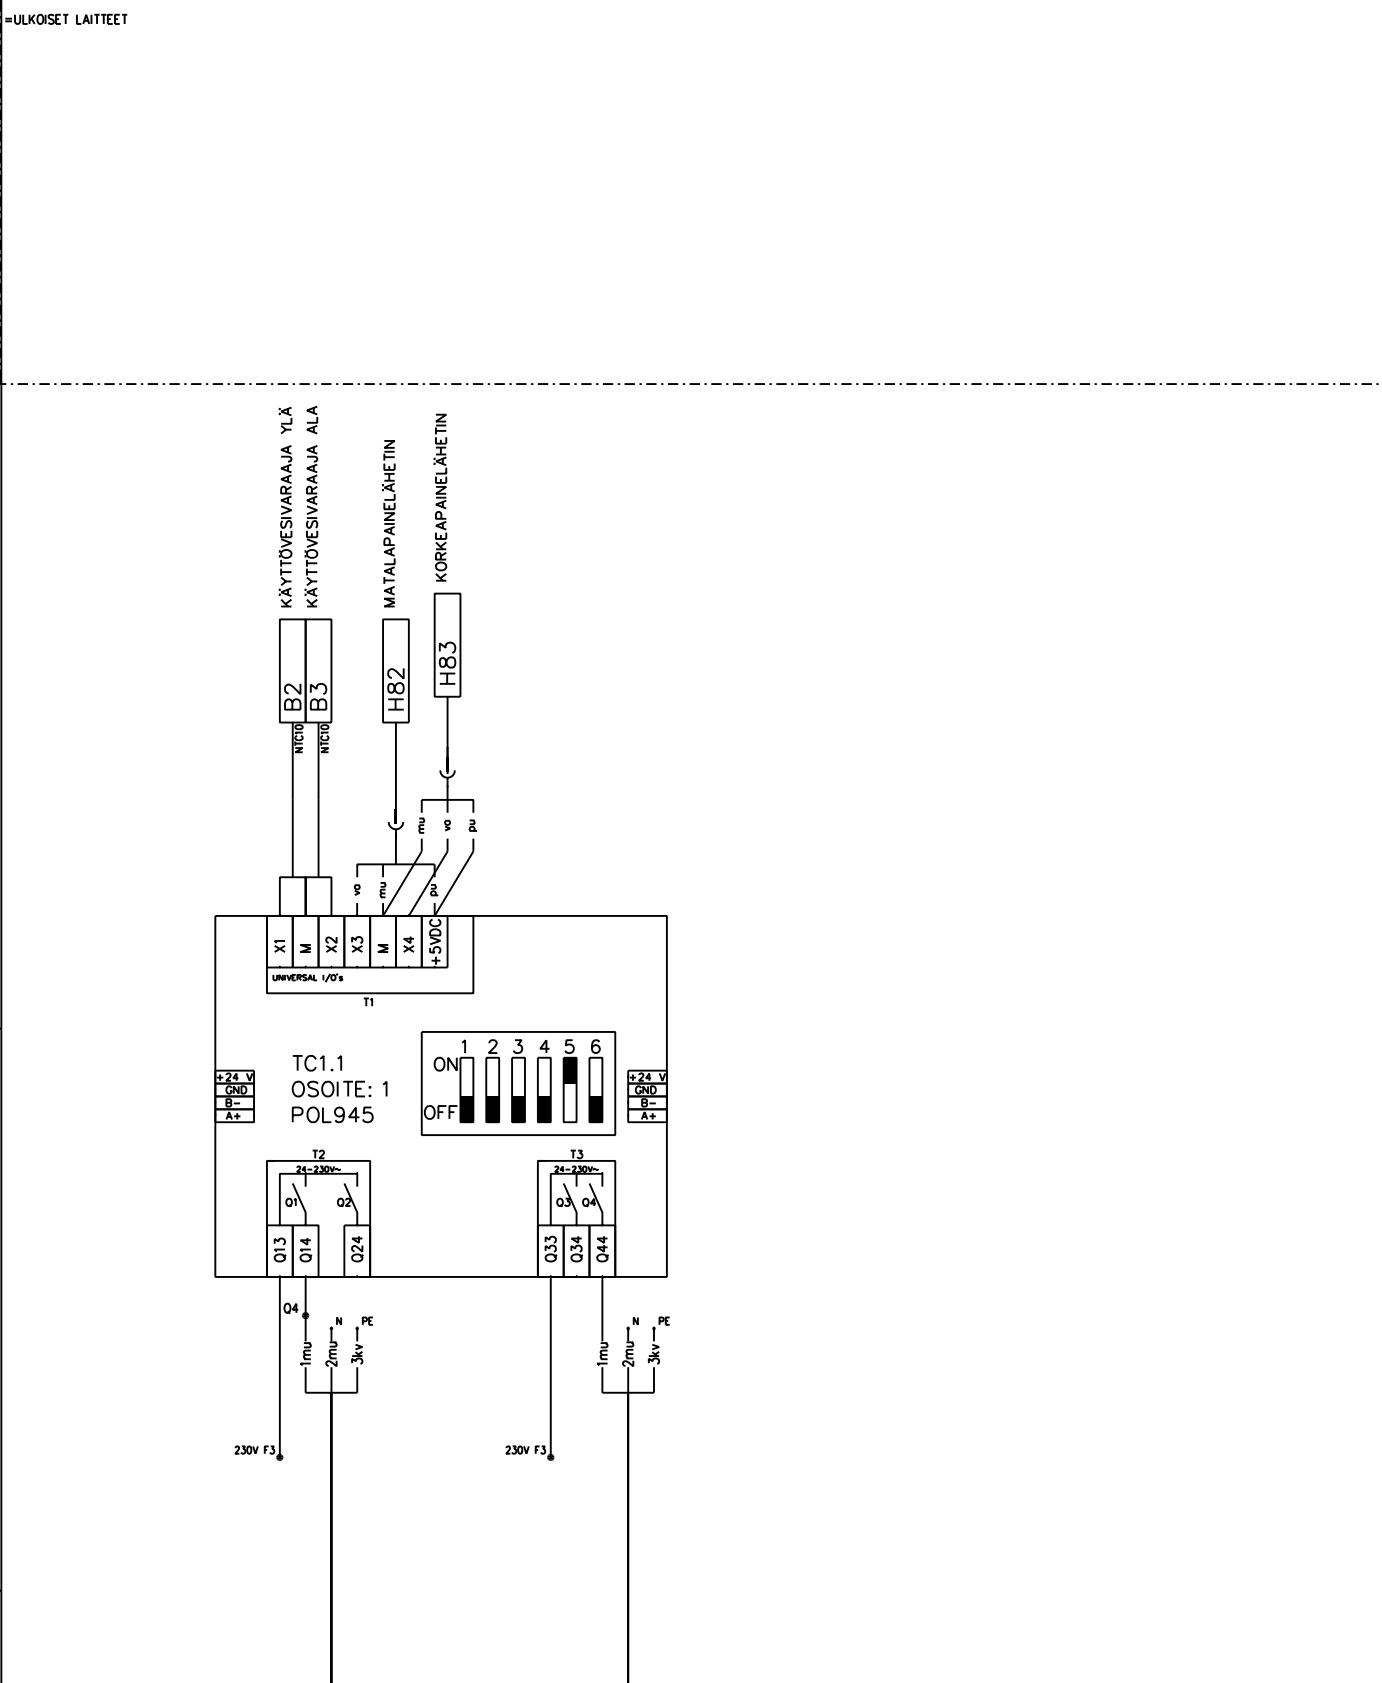 =ULKOISET LAITTEET
KÄYTTÖVESIVARAAJA YLÄ
KÄYTTÖVESIVARAAJA ALA
MATALAPAINELÄHETIN
KORKEAPAINELÄHETIN
B2
B3
H82
H83
NTC10
NTC10
mu
va
pu
va
mu
pu
X1
M
X2
X3
M
X4
+5VDC
UNIVERSAL I/O's
T1
TC1.1
OSOITE: 1
POL945
1 2 3 4 5 6
ON
OFF
+24 V
GND
B-
A+
+24 V
GND
B-
A+
T2
24-230V~
Q1
Q2
Q13
Q14
Q24
T3
24-230V~
Q3
Q4
Q33
Q34
Q44
Q4
N
PE
1mu
2mu
3kv
N
PE
1mu
2mu
3kv
230V F3
230V F3